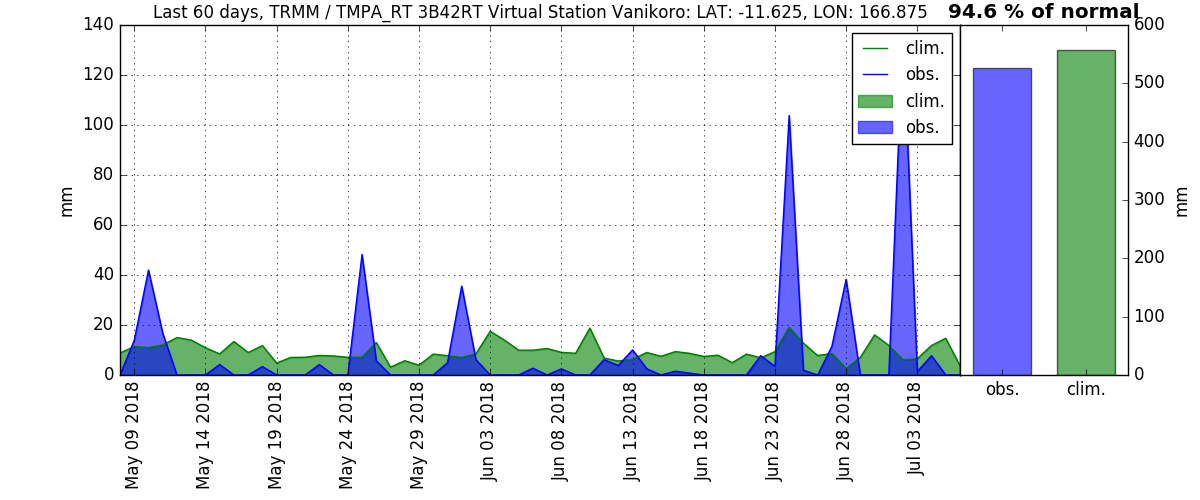 Last 60 days, TRMM / TMPA_RT 3B42RT Virtual Station Vanikoro: LAT: -11.625, LON: 166.875
94.6 % of normal
140
120
100
80
60
40
20
0
mm
clim.
obs.
clim.
obs.
600
500
400
300
200
100
0
mm
May 09 2018
May 14 2018
May 19 2018
May 24 2018
May 29 2018
Jun 03 2018
Jun 08 2018
Jun 13 2018
Jun 18 2018
Jun 23 2018
Jun 28 2018
Jul 03 2018
obs.
clim.